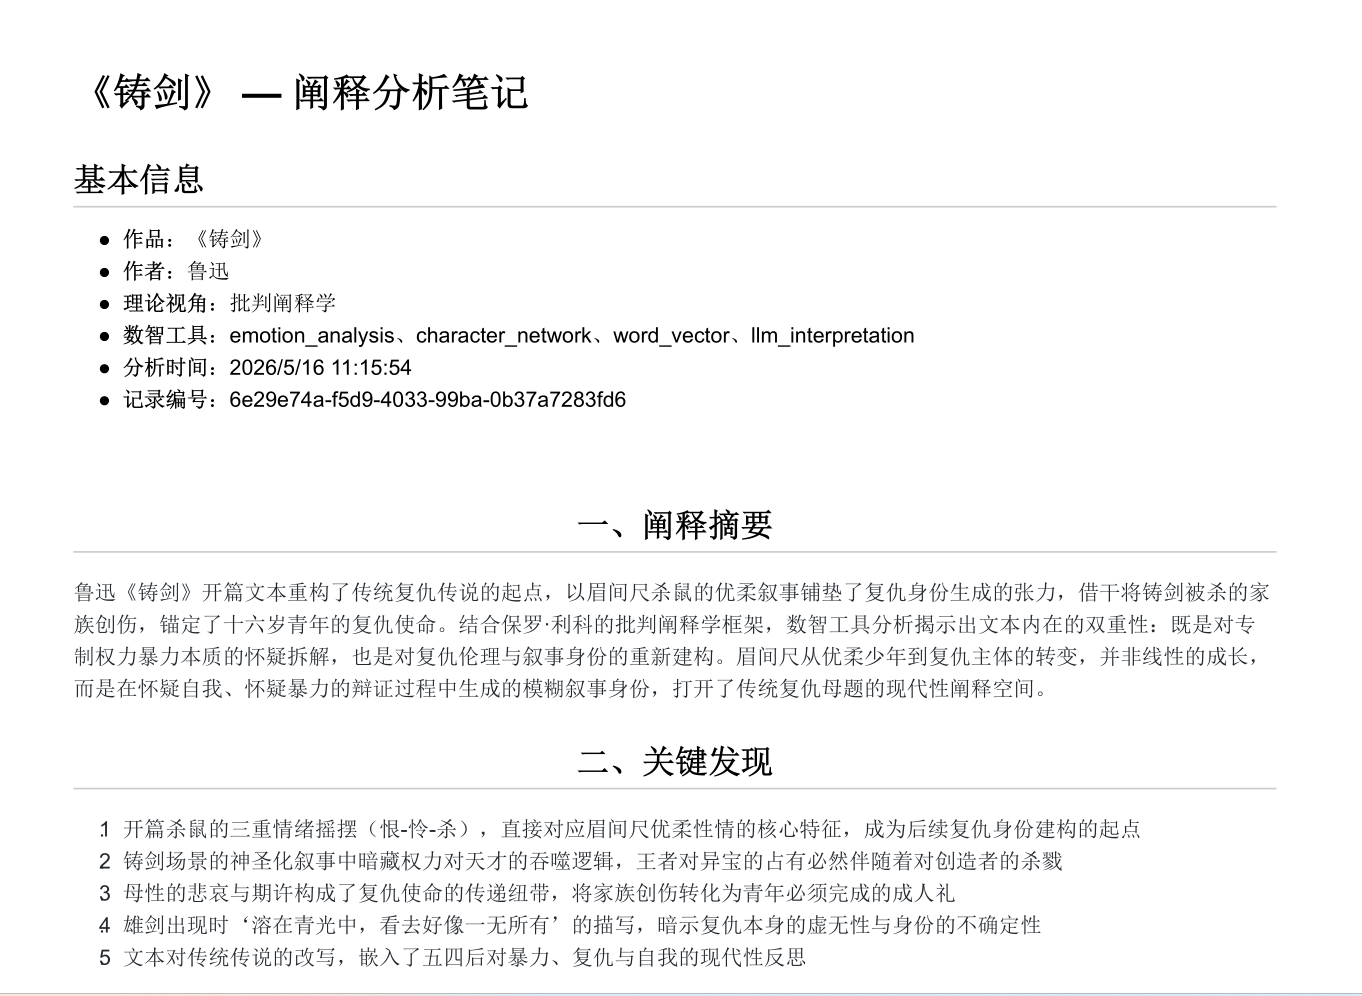 《铸剑》 — 阐释分析笔记
基本信息
● 作品：《铸剑》
● 作者：鲁迅
● 理论视角：批判阐释学
● 数智工具：emotion_analysis、character_network、word_vector、llm_interpretation
● 分析时间：2026/5/16 11:15:54
● 记录编号：6e29e74a-f5d9-4033-99ba-0b37a7283fd6
一、阐释摘要
鲁迅《铸剑》开篇文本重构了传统复仇传说的起点，以眉间尺杀鼠的优柔叙事铺垫了复仇身份生成的张力，借干将铸剑被杀的家
族创伤，锚定了十六岁青年的复仇使命。结合保罗·利科的批判阐释学框架，数智工具分析揭示出文本内在的双重性：既是对专
制权力暴力本质的怀疑拆解，也是对复仇伦理与叙事身份的重新建构。眉间尺从优柔少年到复仇主体的转变，并非线性的成长，
而是在怀疑自我、怀疑暴力的辩证过程中生成的模糊叙事身份，打开了传统复仇母题的现代性阐释空间。
二、关键发现
1 开篇杀鼠的三重情绪摇摆（恨-怜-杀），直接对应眉间尺优柔性情的核心特征，成为后续复仇身份建构的起点
2 铸剑场景的神圣化叙事中暗藏权力对天才的吞噬逻辑，王者对异宝的占有必然伴随着对创造者的杀戮
3 母性的悲哀与期许构成了复仇使命的传递纽带，将家族创伤转化为青年必须完成的成人礼
4 雄剑出现时‘溶在青光中，看去好像一无所有’的描写，暗示复仇本身的虚无性与身份的不确定性
5 文本对传统传说的改写，嵌入了五四后对暴力、复仇与自我的现代性反思